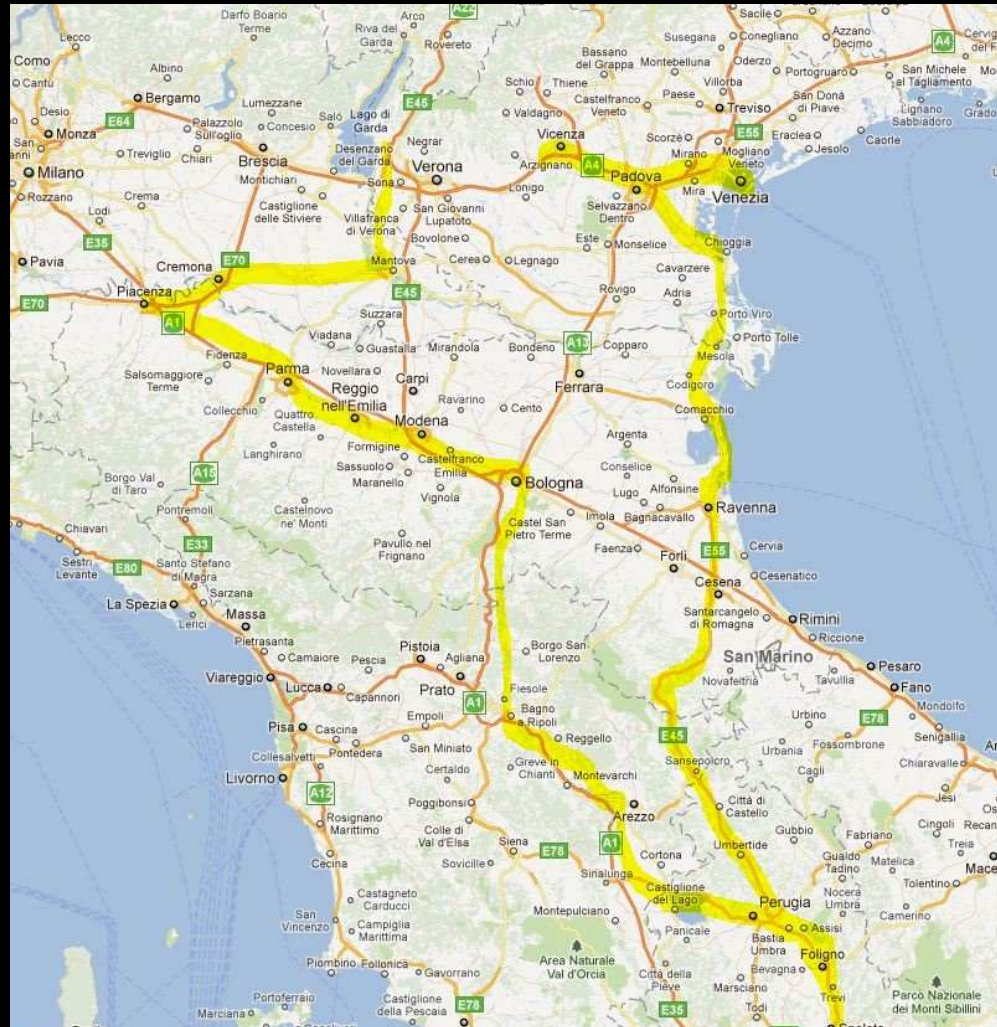 A22
Darfo Boario
Terme
Riva del
Garda
Arco
Rovereto
Sacile
Conegliano
Azzano
Decimo
Susegana
A4
Lecco
Como
Cantù
Albino
Bergamo
Bassano
del Grappa
Montebelluna
Oderzo
Portogruaro
San Michele
al Tagliamento
Schio
Thiene
Villorba
Lumezzane
E45
Desio
E64
Palazzolo
Sull'oglio
Concesio
Salò
Lago di
Garda
Valdagno
Castelfranco
Veneto
Paese
Treviso
San Donà
di Piave
Lignano
Sabbiadoro
Monza
Vicenza
Scorzè
E55
Eraclea
Caorle
Jesolo
Treviglio
Chiari
Brescia
Desenzano
del Garda
Negrar
Verona
Arzignano
A4
Mirano
Mogliano
Veneto
Milano
Montichiari
Sona
Padova
Rozzano
Crema
Castiglione
delle Stiviere
San Giovanni
Lupatoto
Lonigo
Selvazzano
Dentro
Mira
Venezia
Lodi
Villafranca
di Verona
Bovolone
Este
Monselice
Chioggia
E35
Pavia
Cremona
E70
Mantova
Cerea
Legnago
Cavarzere
E70
Piacenza
E45
Rovigo
Adria
A1
Suzzara
Porto Viro
Viadana
Guastalla
Mirandola
Bondeno
A13
Copparo
Mesola
Porto Tolle
Fidenza
Salsomaggiore
Terme
Parma
Novellara
Carpi
Ferrara
Codigoro
Reggio
nell'Emilia
Ravarino
Cento
Comacchio
Collecchio
Quattro
Castella
Modena
Argenta
Langhirano
Formigine
Castelfranco
Emilia
Conselice
Alfonsine
Borgo Val
di Taro
A15
Sassuolo
Maranello
Vignola
Bologna
Lugo
Ravenna
Pontremoli
Castelnovo
ne' Monti
Castel San
Pietro Terme
Imola
Bagnacavallo
Chiavari
E33
Pavullo nel
Frignano
Faenza
Forlì
E55
Cervia
Sestri
Levante
E80
Santo Stefano
di Magra
Cesena
Cesenatico
La Spezia
Sarzana
Lerici
Massa
Santarcangelo
di Romagna
Rimini
Pietrasanta
Pistoia
Agliana
Borgo San
Lorenzo
San Marino
Riccione
Camaiore
Pescia
Novafeltria
Tavullia
Pesaro
Viareggio
Lucca
Capannori
Prato
Fiesole
Fano
A1
Bagno
a Ripoli
Urbino
E78
Mondolfo
Pisa
Cascina
Empoli
Senigallia
Collesalvetti
Pontedera
San Miniato
Reggello
E45
Urbania
Fossombrone
Livorno
Certaldo
Greve in
Chianti
Montevarchi
Sansepolcro
Cagli
Chiaravalle
A12
Poggibonsi
Jesi
Rosignano
Marittimo
Colle di
Val d'Elsa
Arezzo
Città di
Castello
Gubbio
Cingoli
Cecina
Siena
E78
A1
Cortona
Umbertide
Fabriano
Treia
Sovicille
Sinalunga
Gualdo
Tadino
Matelica
Castagneto
Carducci
Castiglione
del Lago
Perugia
Nocera
Umbra
Tolentino
San
Vincenzo
Campiglia
Marittima
Montepulciano
Panicale
Bastia
Umbra
Assisi
Camerino
Piombino
Follonica
Gavorrano
Area Naturale
Val d'Orcia
Città della
Pieve
Foligno
Bevagna
Marsciano
Trevi
Portoferraio
Marciana
Castiglione
della Pescaia
E78
E35
Todi
Parco Nazionale
dei Monti Sibillini
Spoleto